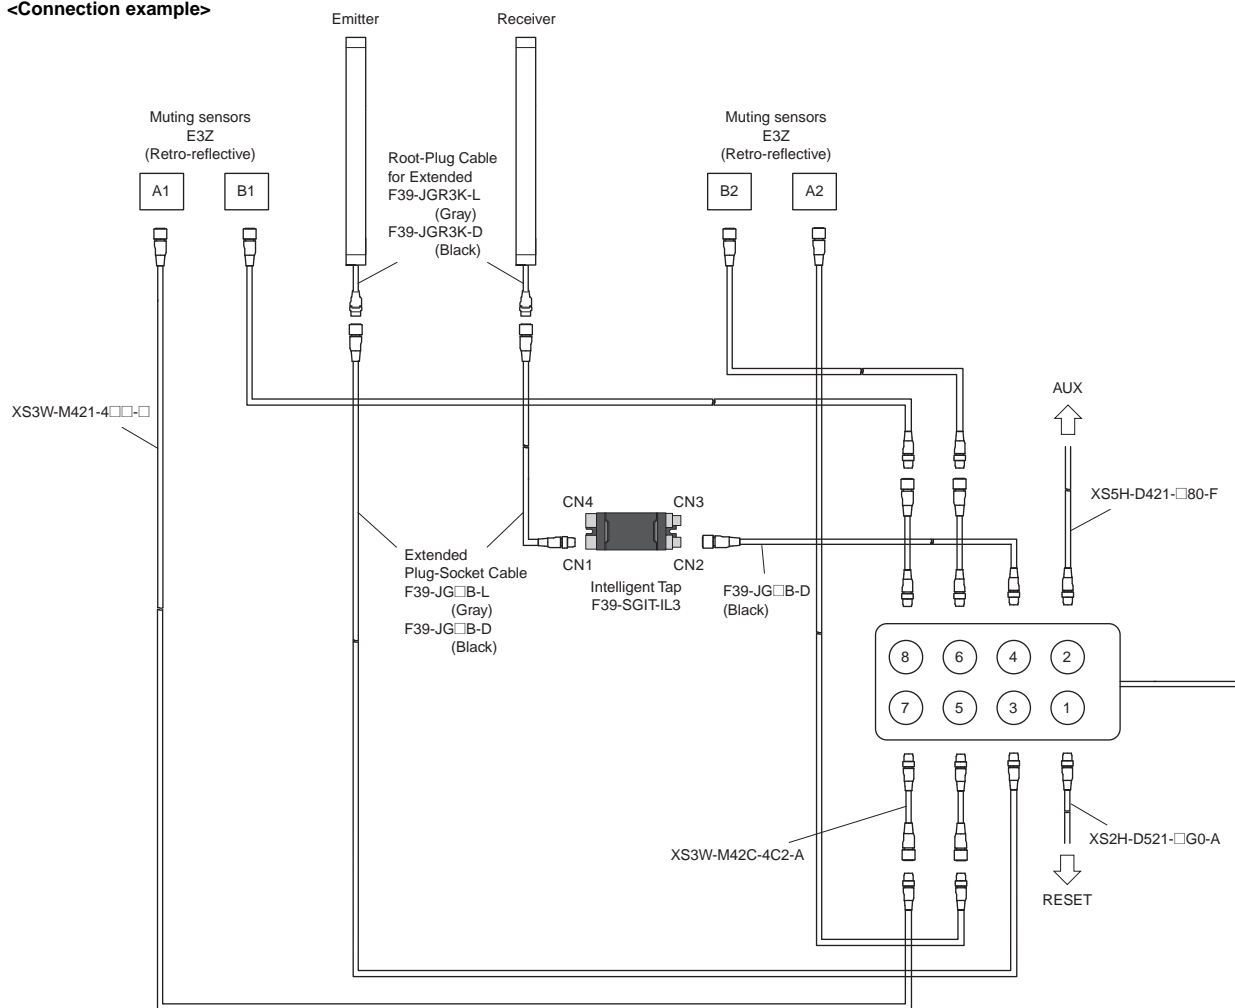 <Connection example>
Emitter
Receiver
Muting sensors
E3Z
(Retro-reflective)
A1
B1
Root-Plug Cable
for Extended
F39-JGR3K-L
(Gray)
F39-JGR3K-D
(Black)
Muting sensors
E3Z
(Retro-reflective)
B2
A2
XS3W-M421-4□□-□
AUX
XS5H-D421-□80-F
CN4
CN3
CN1
CN2
Intelligent Tap
F39-SGIT-IL3
Extended
Plug-Socket Cable
F39-JG□B-L
(Gray)
F39-JG□B-D
(Black)
F39-JG□B-D
(Black)
8 6 4 2
7 5 3 1
XS3W-M42C-4C2-A
XS2H-D521-□G0-A
RESET